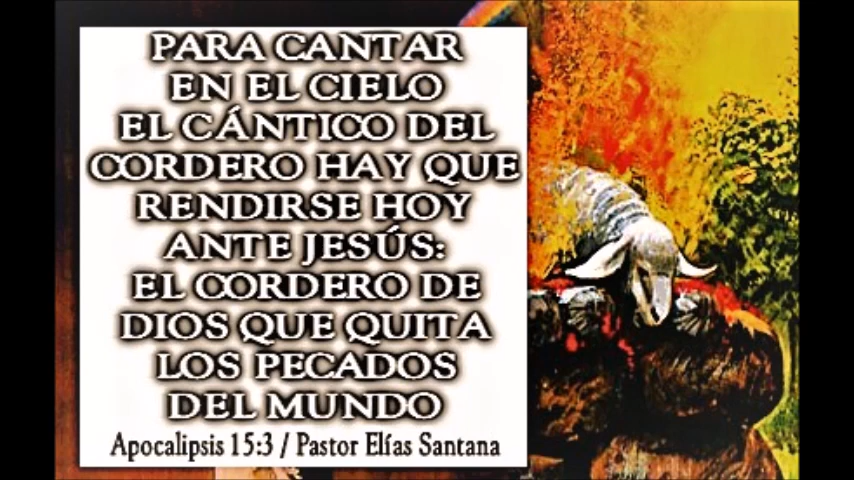 PARA CANTAR
EN EL CIELO
EL CÁNTICO DEL
CORDERO HAY QUE
RENDIRSE HOY
ANTE JESÚS:
EL CORDERO DE
DIOS QUE QUITA
LOS PECADOS
DEL MUNDO
Apocalipsis 15:3 / Pastor Elías Santana